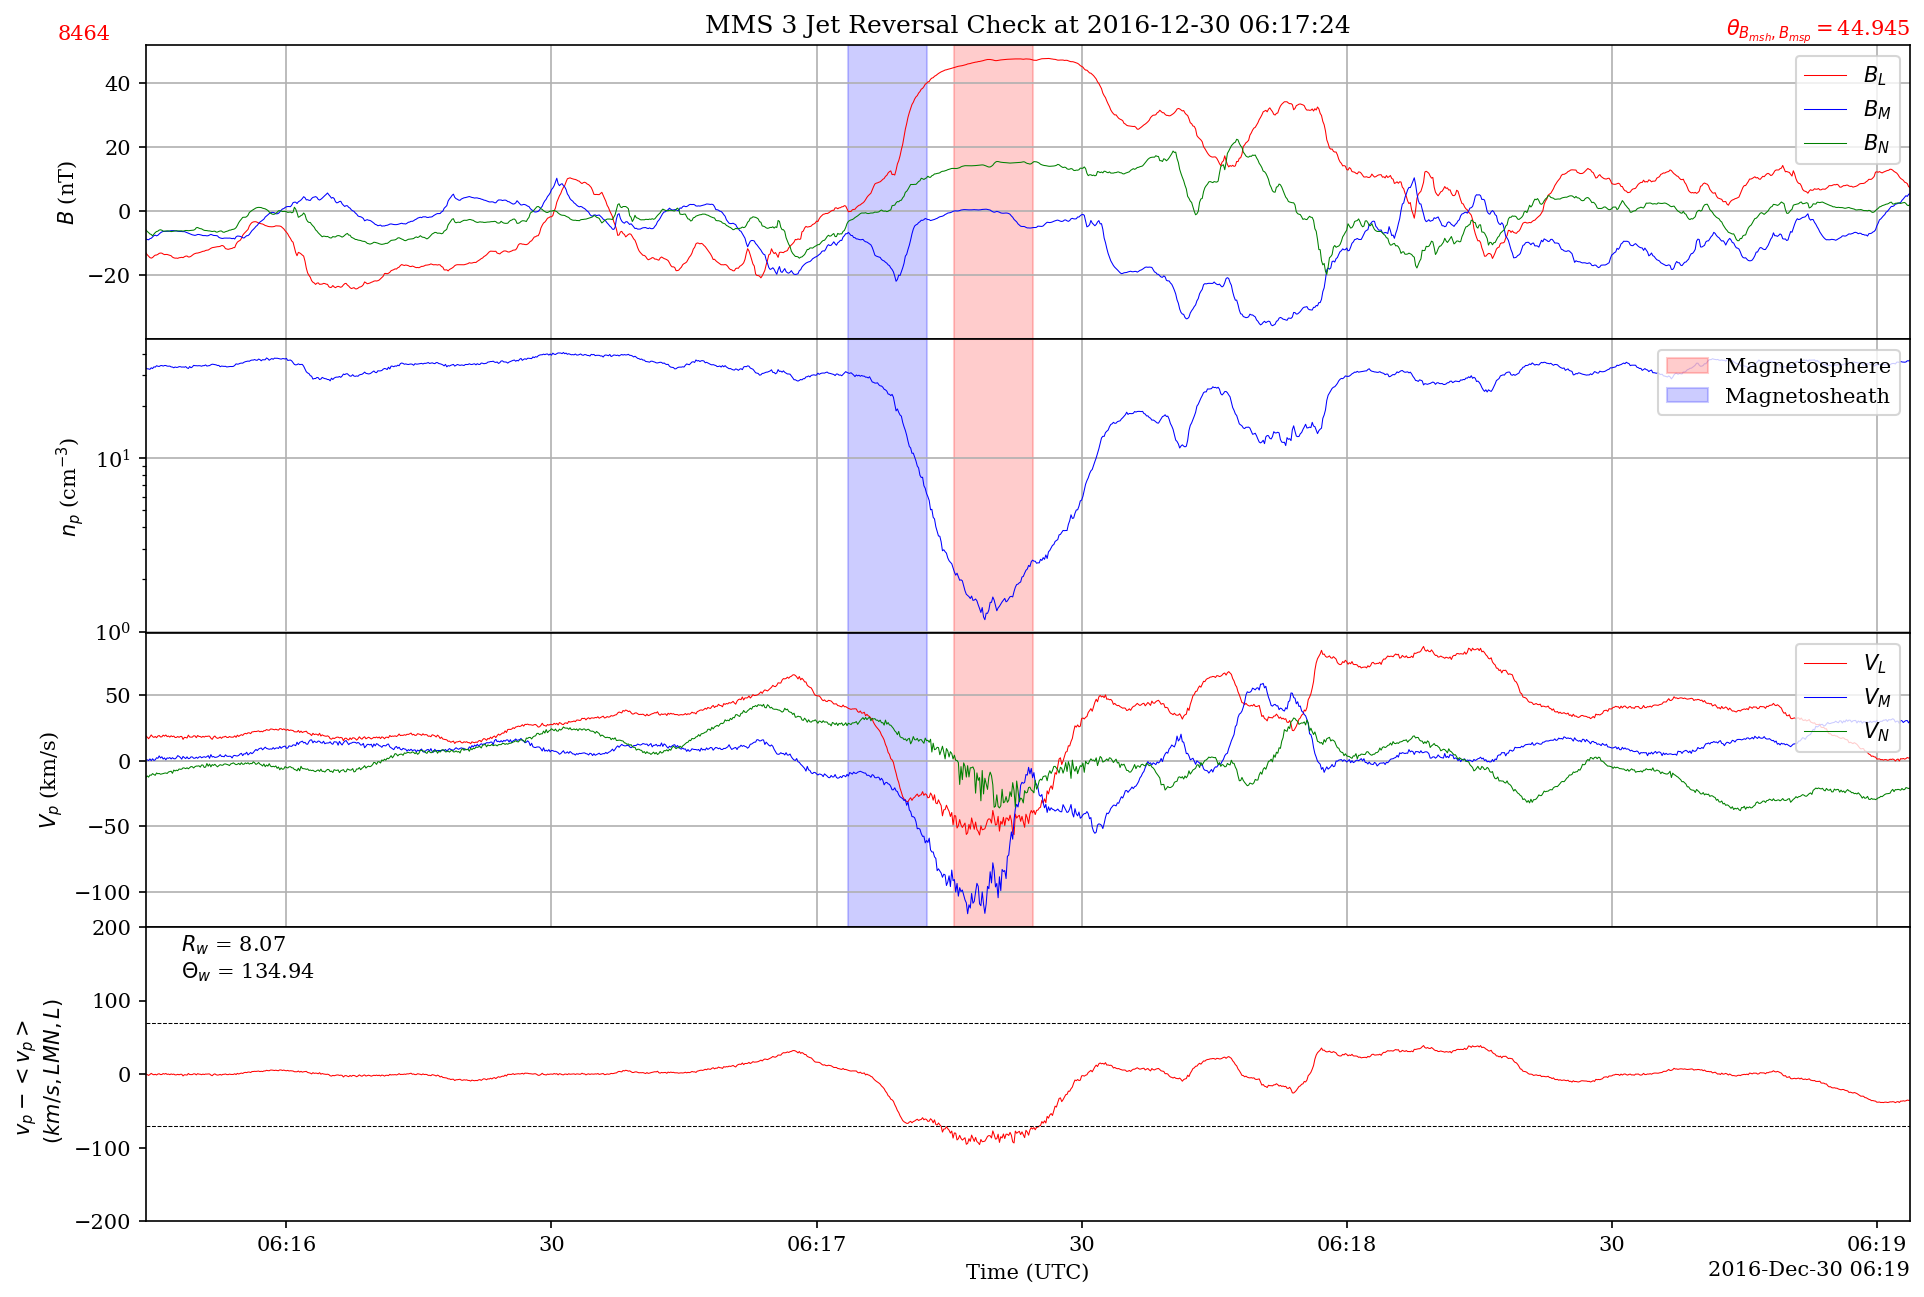 8464
MMS 3 Jet Reversal Check at 2016-12-30 06:17:24
θ_{B_{msh}, B_{msp}} = 44.945
40
20
0
−20
B (nT)
B_L
B_M
B_N
10^1
10^0
n_p (cm^{−3})
Magnetosphere
Magnetosheath
50
0
−50
−100
V_p (km/s)
V_L
V_M
V_N
200
100
0
−100
−200
v_p − < v_p >
(km/s, LMN, L)
R_w = 8.07
Θ_w = 134.94
06:16 30 06:17 30 06:18 30 06:19
Time (UTC)
2016-Dec-30 06:19